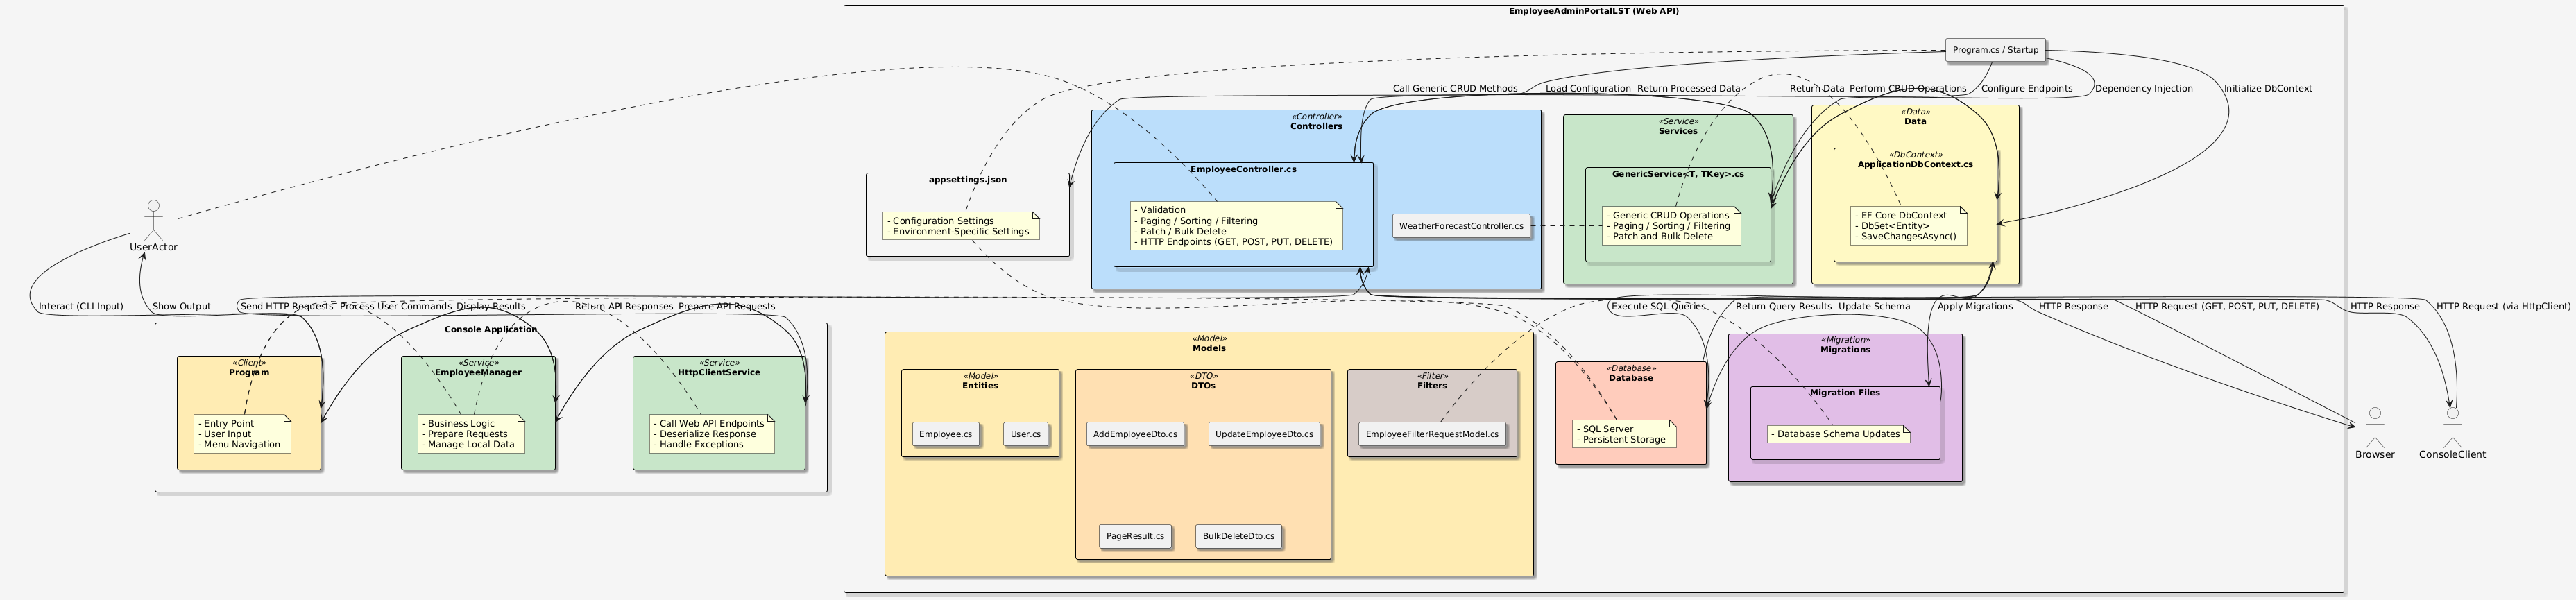 EmployeeAdminPortalLST (Web API)
Program.cs / Startup
Call Generic CRUD Methods
Load Configuration
Return Processed Data
Return Data
Perform CRUD Operations
Configure Endpoints
Dependency Injection
Initialize DbContext
«Controller»
Controllers
EmployeeController.cs
- Validation
- Paging / Sorting / Filtering
- Patch / Bulk Delete
- HTTP Endpoints (GET, POST, PUT, DELETE)
WeatherForecastController.cs
«Service»
Services
GenericService<T, TKey>.cs
- Generic CRUD Operations
- Paging / Sorting / Filtering
- Patch and Bulk Delete
«Data»
Data
«DbContext»
ApplicationDbContext.cs
- EF Core DbContext
- DbSet<Entity>
- SaveChangesAsync()
appsettings.json
- Configuration Settings
- Environment-Specific Settings
UserActor
Interact (CLI Input)
Show Output
Send HTTP Requests
Process User Commands
Display Results
Return API Responses
Prepare API Requests
Execute SQL Queries
Return Query Results
Update Schema
Apply Migrations
HTTP Response
HTTP Request (GET, POST, PUT, DELETE)
HTTP Response
HTTP Request (via HttpClient)
Console Application
«Client»
Program
- Entry Point
- User Input
- Menu Navigation
«Service»
EmployeeManager
- Business Logic
- Prepare Requests
- Manage Local Data
«Service»
HttpClientService
- Call Web API Endpoints
- Deserialize Response
- Handle Exceptions
«Model»
Models
«Model»
Entities
Employee.cs
User.cs
«DTO»
DTOs
AddEmployeeDto.cs
UpdateEmployeeDto.cs
PageResult.cs
BulkDeleteDto.cs
«Filter»
Filters
EmployeeFilterRequestModel.cs
«Database»
Database
- SQL Server
- Persistent Storage
«Migration»
Migrations
Migration Files
- Database Schema Updates
Browser
ConsoleClient